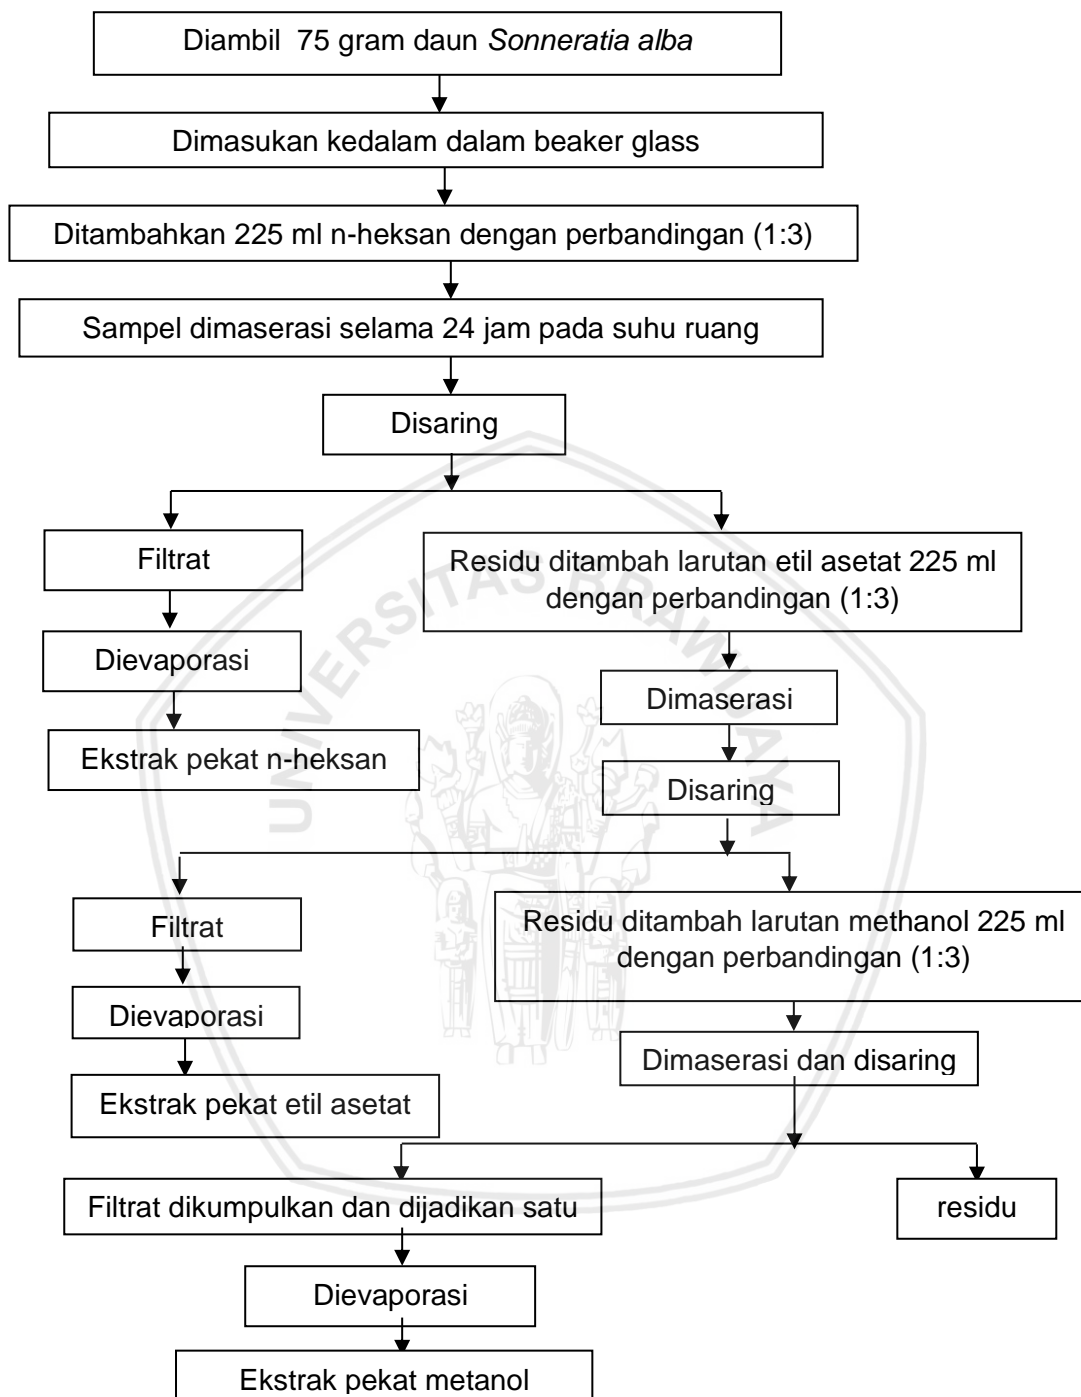 Diambil 75 gram daun Sonneratia alba
Dimasukan kedalam dalam beaker glass
Ditambahkan 225 ml n-heksan dengan perbandingan (1:3)
Sampel dimaserasi selama 24 jam pada suhu ruang
Disaring
Filtrat
Residu ditambah larutan etil asetat 225 ml
dengan perbandingan (1:3)
Dievaporasi
Dimaserasi
Ekstrak pekat n-heksan
Disaring
Filtrat
Residu ditambah larutan methanol 225 ml
dengan perbandingan (1:3)
Dievaporasi
Dimaserasi dan disaring
Ekstrak pekat etil asetat
Filtrat dikumpulkan dan dijadikan satu
residu
Dievaporasi
Ekstrak pekat metanol
UNIVERSITAS BRAWIJAYA